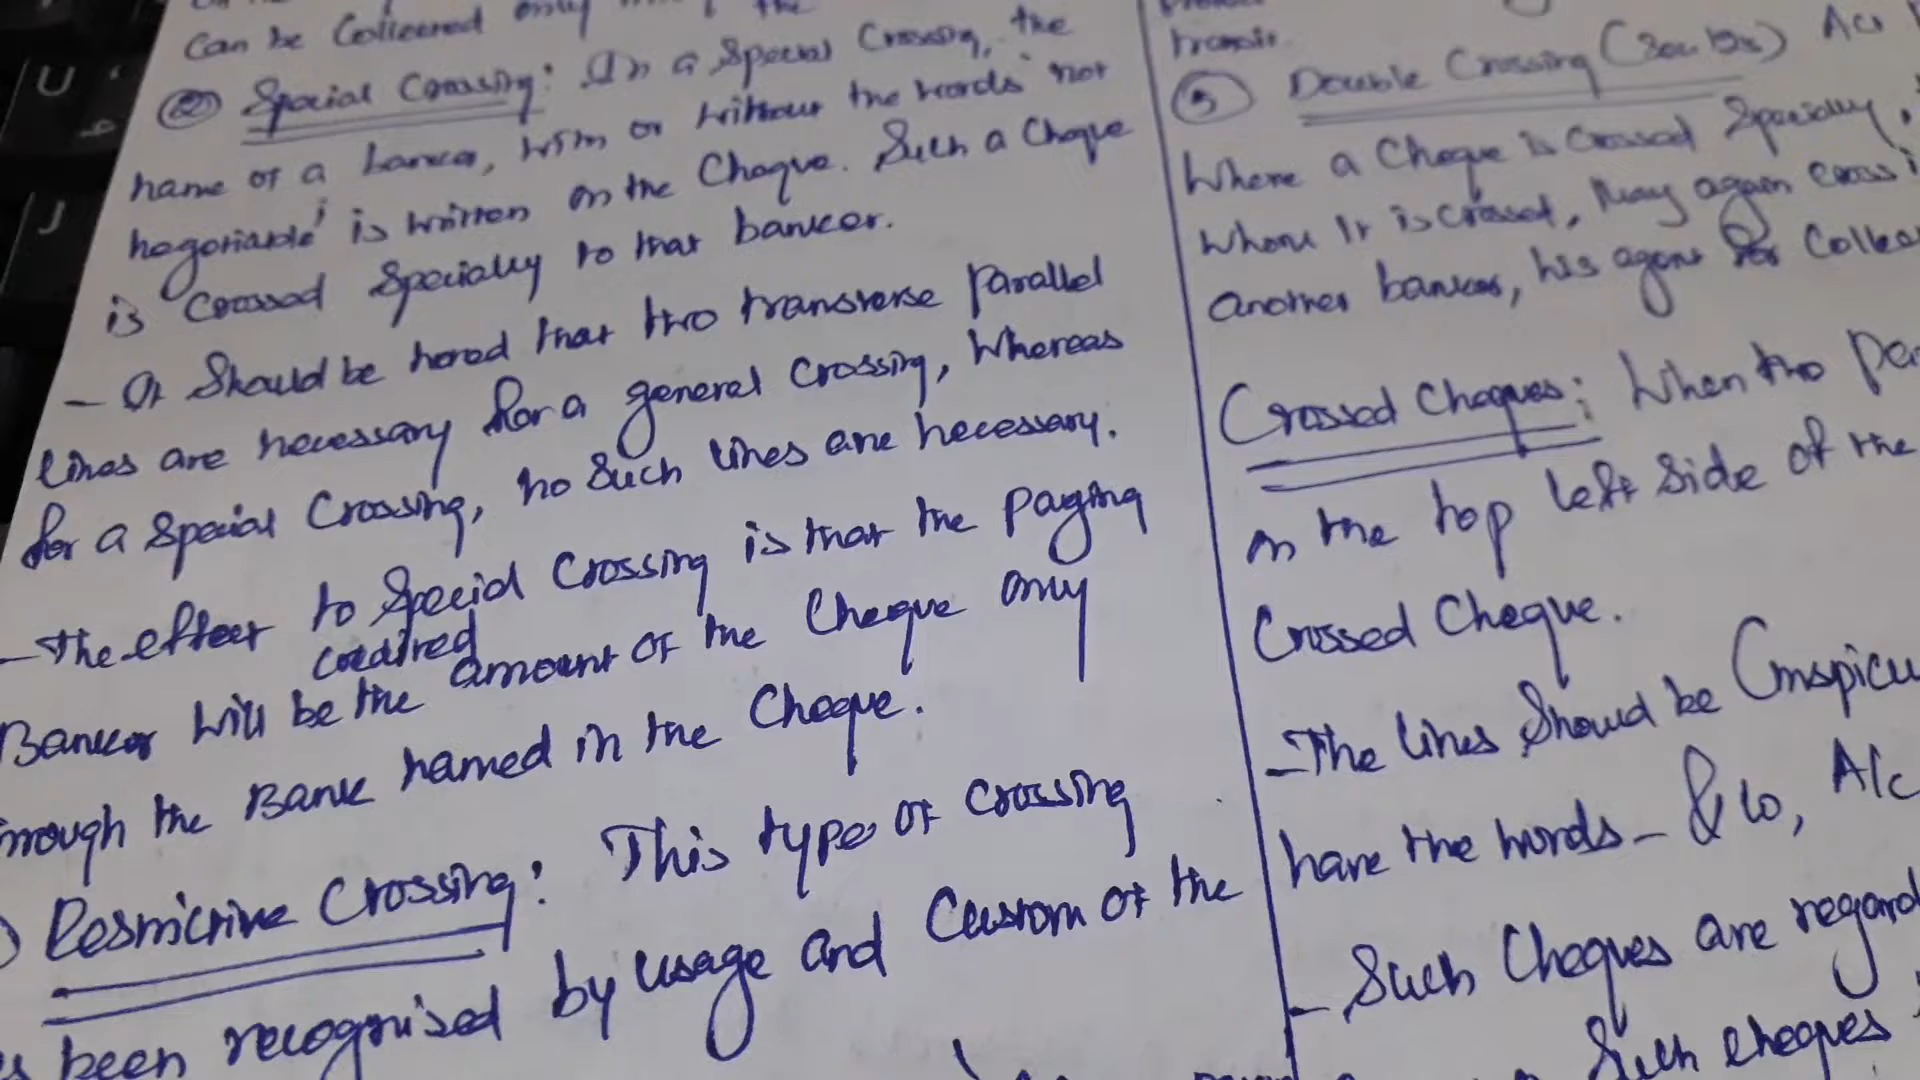 can be collected only
the
② Special Crossing: In a Special Crossing, the
name of a banker, with or without the words 'not
negotiable' is written on the Cheque. Such a Cheque
is Crossed Specially to that banker.
- It Should be noted that two transverse parallel
lines are necessary for a general crossing, whereas
for a Special Crossing, no Such lines are necessary.
- The effect to Special Crossing is that the paying
credited
Banker will be the amount of the Cheque only
through the Bank named in the Cheque.
Restrictive Crossing: This type of Crossing
been recognised by usage and Custom of the
transit.
⑤ Double Crossing
Where a Cheque is Crossed Specially,
whom it is crossed, May again cross
another banker, his agent for
Crossed Cheques: When two
on the top left side of the
Crossed Cheque.
- The lines Should be
have the words - & Co, A/c
- Such Cheques are
Such cheques